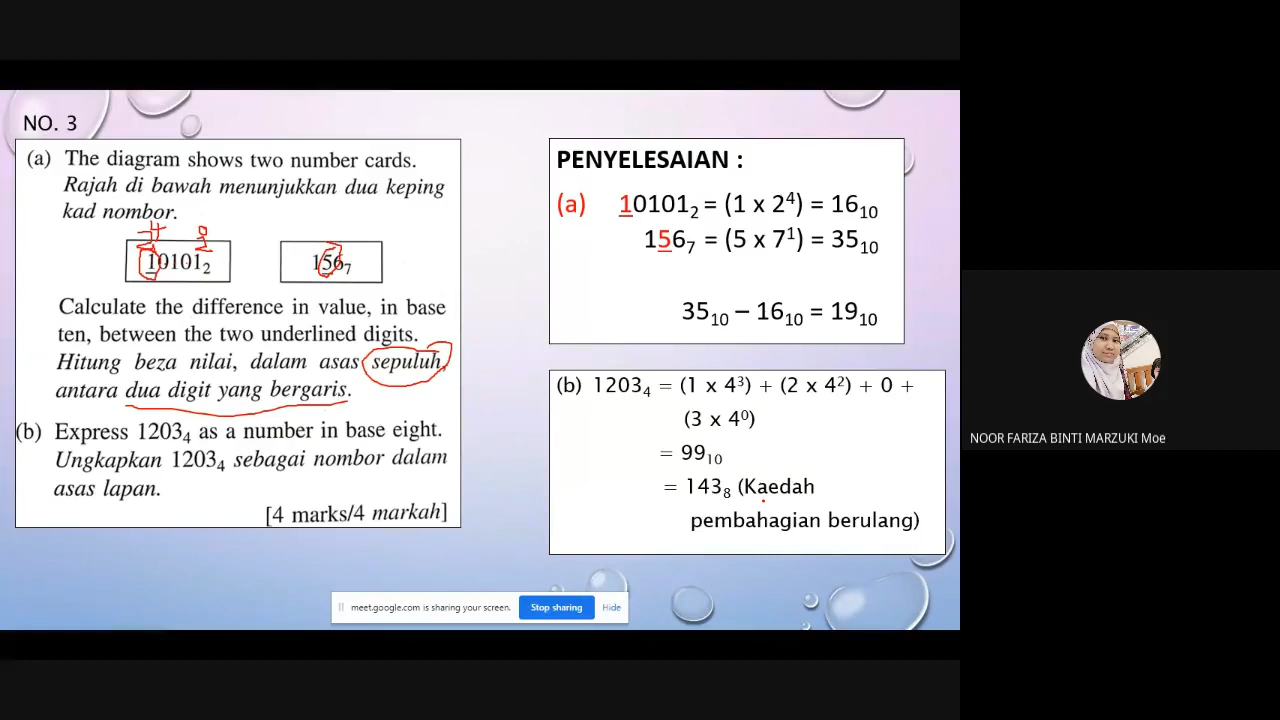 NO. 3
(a) The diagram shows two number cards.
Rajah di bawah menunjukkan dua keping
kad nombor.
4 0
10101₂ 156₇
Calculate the difference in value, in base
ten, between the two underlined digits.
Hitung beza nilai, dalam asas sepuluh,
antara dua digit yang bergaris.
(b) Express 1203₄ as a number in base eight.
Ungkapkan 1203₄ sebagai nombor dalam
asas lapan.
[4 marks/4 markah]
PENYELESAIAN :
(a) 10101₂ = (1 x 2⁴) = 16₁₀
156₇ = (5 x 7¹) = 35₁₀
35₁₀ – 16₁₀ = 19₁₀
(b) 1203₄ = (1 x 4³) + (2 x 4²) + 0 +
(3 x 4⁰)
= 99₁₀
= 143₈ (Kaedah
pembahagian berulang)
meet.google.com is sharing your screen. Stop sharing Hide
NOOR FARIZA BINTI MARZUKI Moe